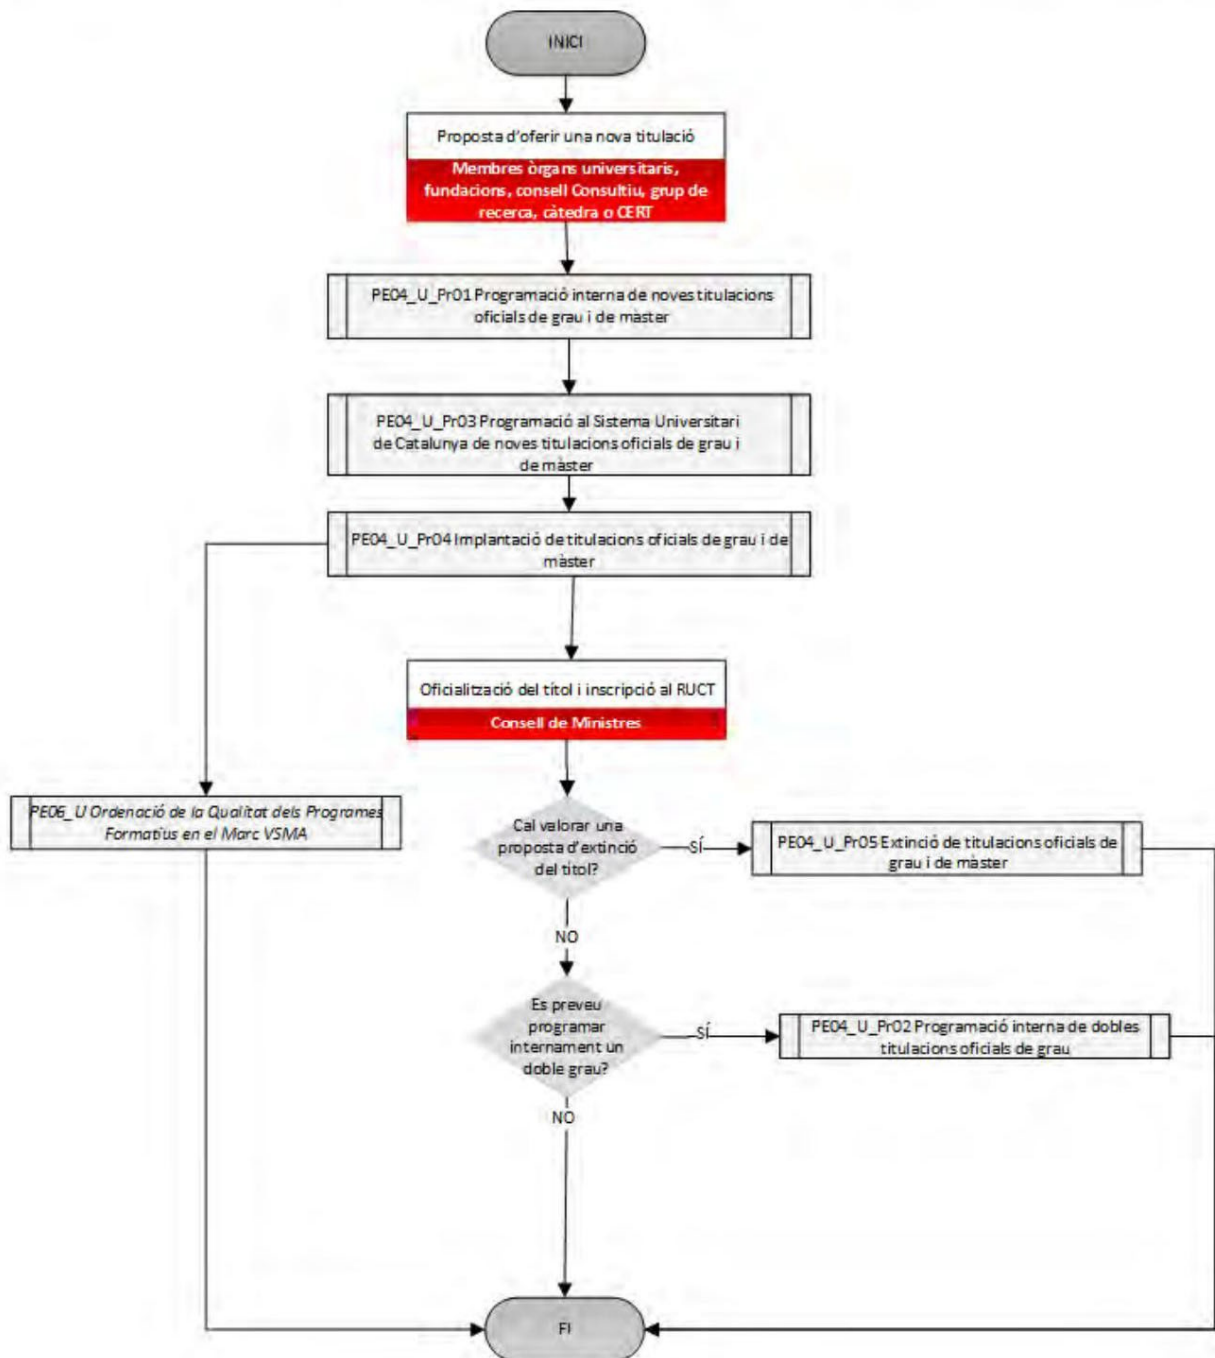 INICI
Proposta d'oferir una nova titulació
Membres òrgans universitaris,
fundacions, consell Consultiu, grup de
recerca, càtedra o CERT
PE04_U_Pr01 Programació interna de noves titulacions
oficials de grau i de màster
PE04_U_Pr03 Programació al Sistema Universitari
de Catalunya de noves titulacions oficials de grau i
de màster
PE04_U_Pr04 Implantació de titulacions oficials de grau i de
màster
Oficialització del títol i inscripció al RUCT
Consell de Ministres
PE06_U Ordenació de la Qualitat dels Programes
Formatius en el Marc VSMA
Cal valorar una
proposta d'extinció
del títol?
SÍ
PE04_U_Pr05 Extinció de titulacions oficials de
grau i de màster
NO
Es preveu
programar
internament un
doble grau?
SÍ
PE04_U_Pr02 Programació interna de dobles
titulacions oficials de grau
NO
FI